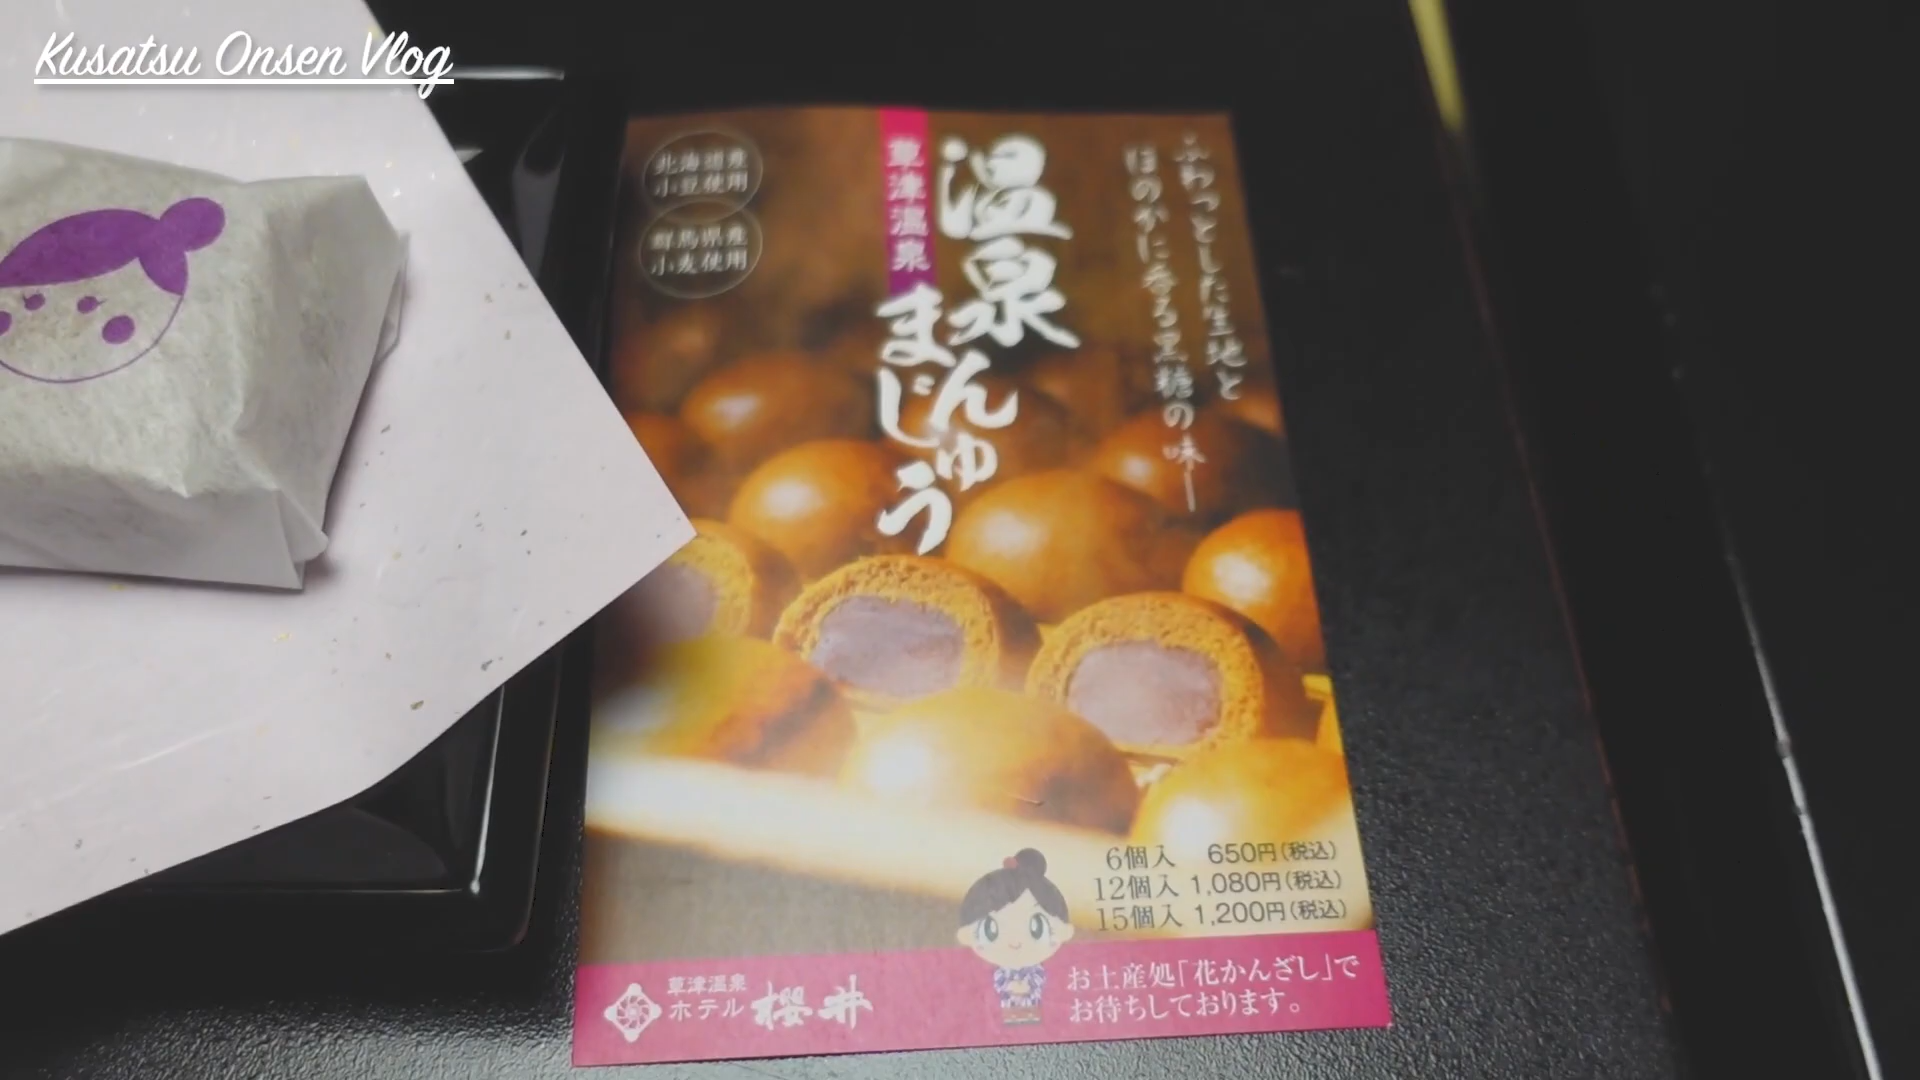 Kusatsu Onsen Vlog
北海道産
小豆使用
群馬県産
小麦使用
草津温泉
温泉
まんじゅう
ふわっとした生地と
ほのかに香る黒糖の味―
6個入 650円(税込)
12個入 1,080円(税込)
15個入 1,200円(税込)
草津温泉
ホテル櫻井
お土産処「花かんざし」で
お待ちしております。